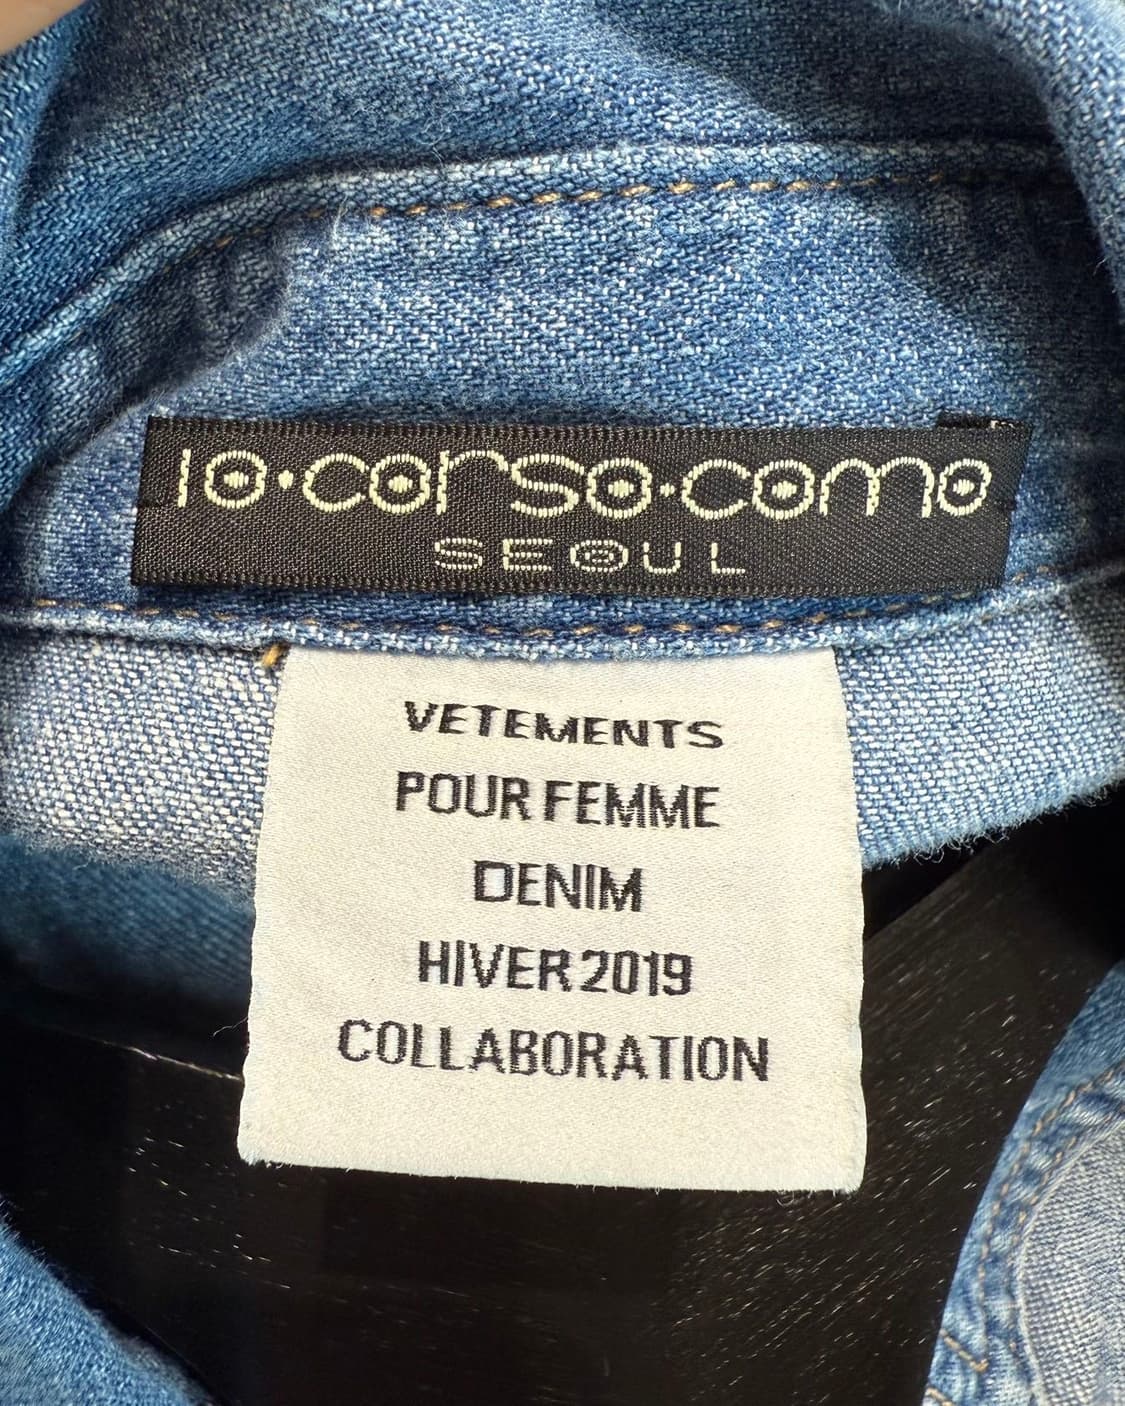 10·corso·como
SEOUL
VETEMENTS
POUR FEMME
DENIM
HIVER 2019
COLLABORATION